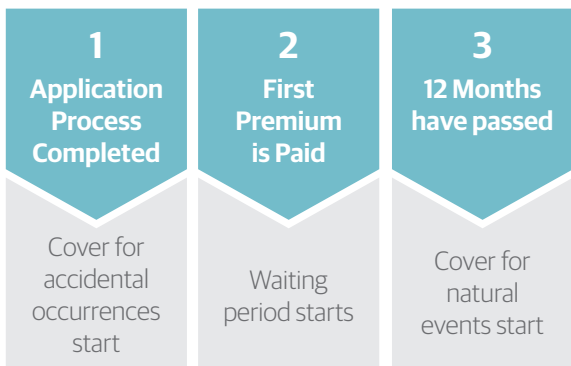 1
Application
Process
Completed
Cover for
accidental
occurrences
start
2
First
Premium
is Paid
Waiting
period starts
3
12 Months
have passed
Cover for
natural
events start